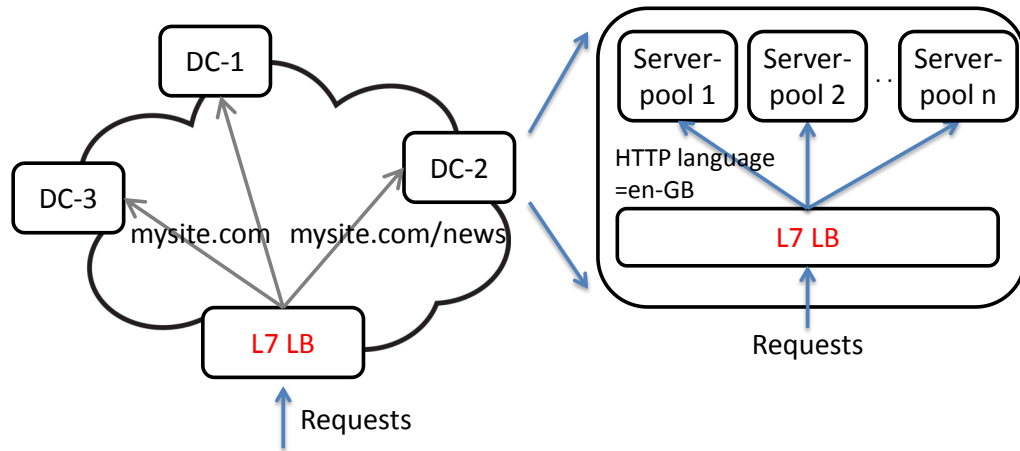 DC-1
DC-2
DC-3
mysite.com
mysite.com/news
L7 LB
Requests
Server-
pool 1
Server-
pool 2
. .
Server-
pool n
HTTP language
=en-GB
L7 LB
Requests